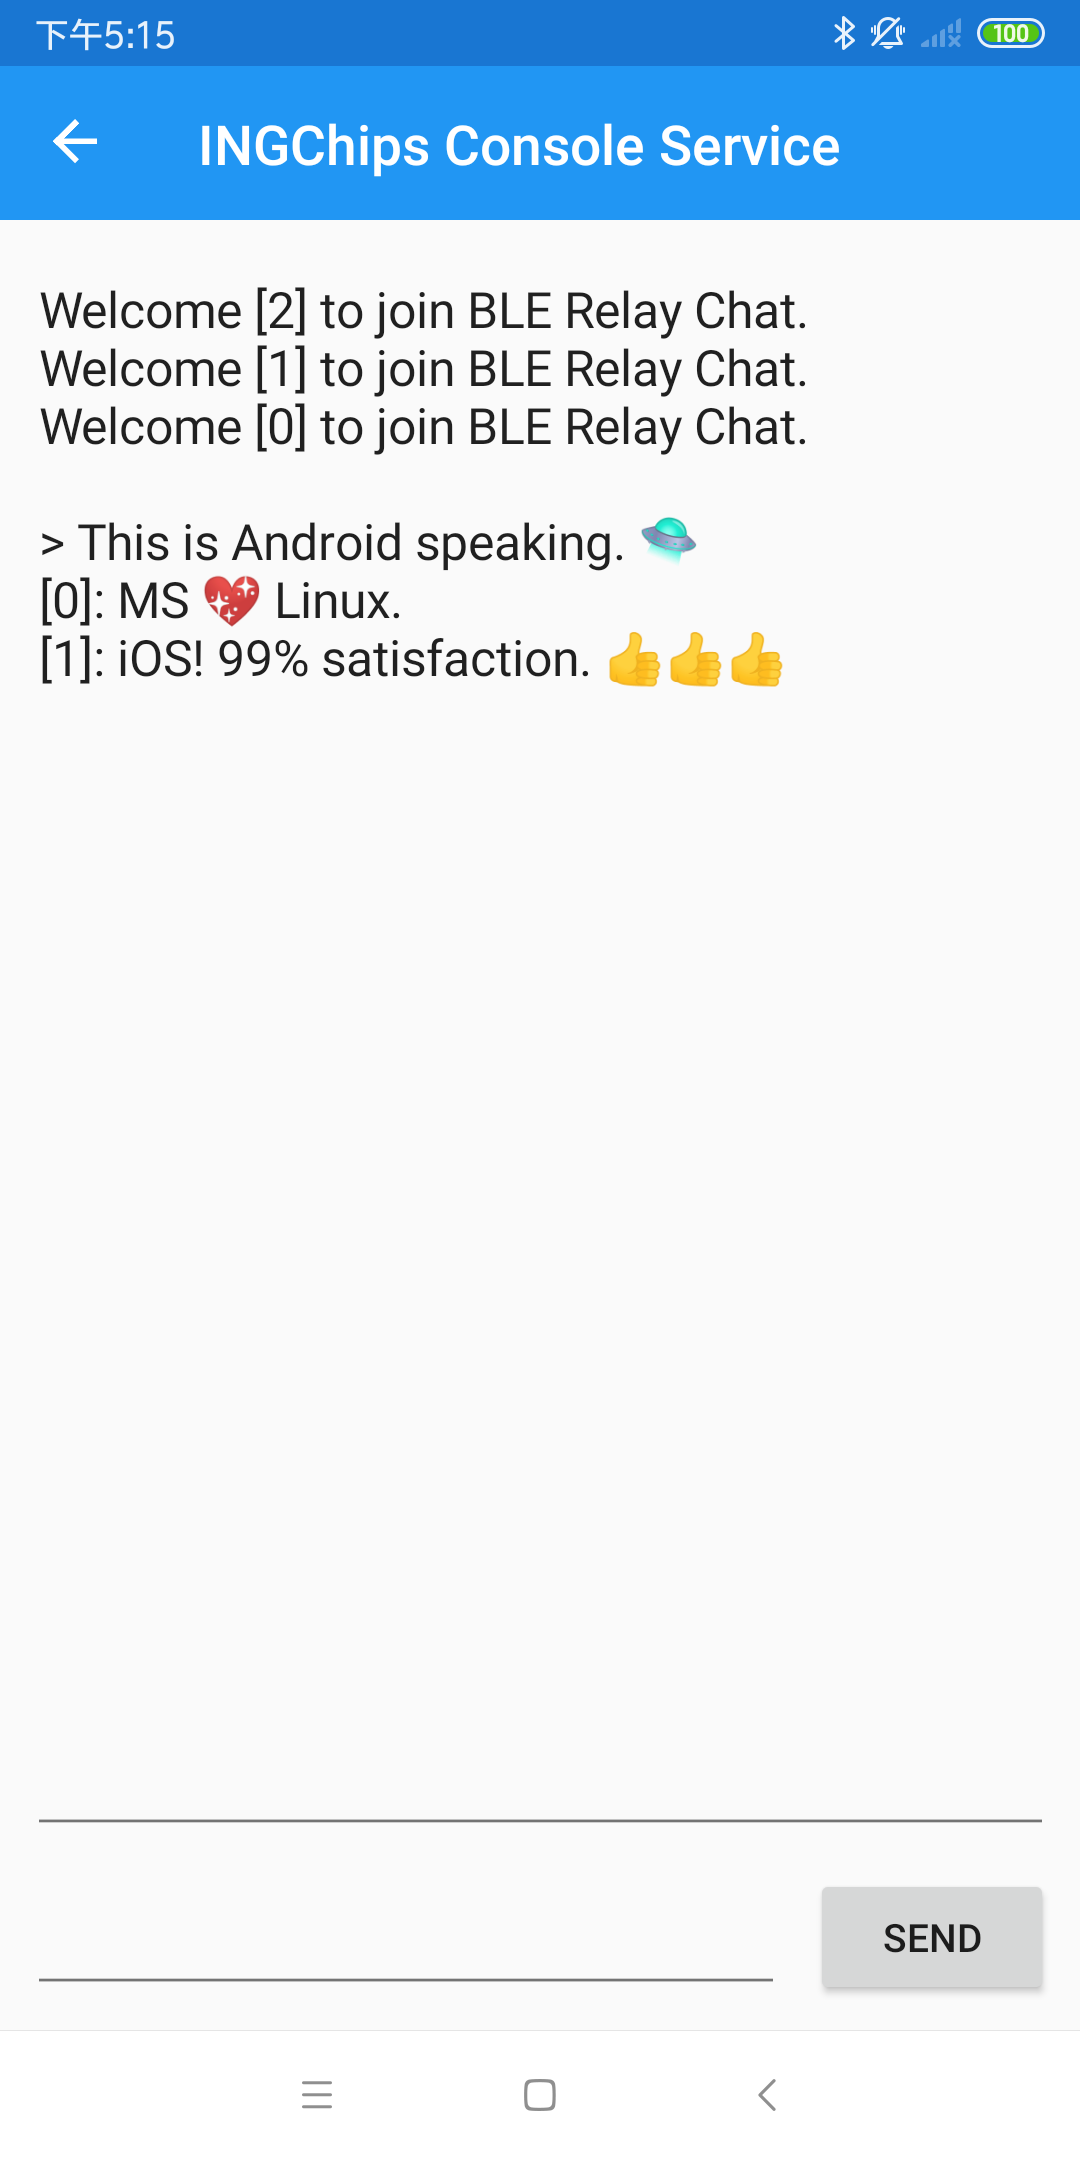 下午5:15
100
INGChips Console Service
Welcome [2] to join BLE Relay Chat.
Welcome [1] to join BLE Relay Chat.
Welcome [0] to join BLE Relay Chat.
> This is Android speaking. 🛸
[0]: MS 💖 Linux.
[1]: iOS! 99% satisfaction. 👍👍👍
SEND